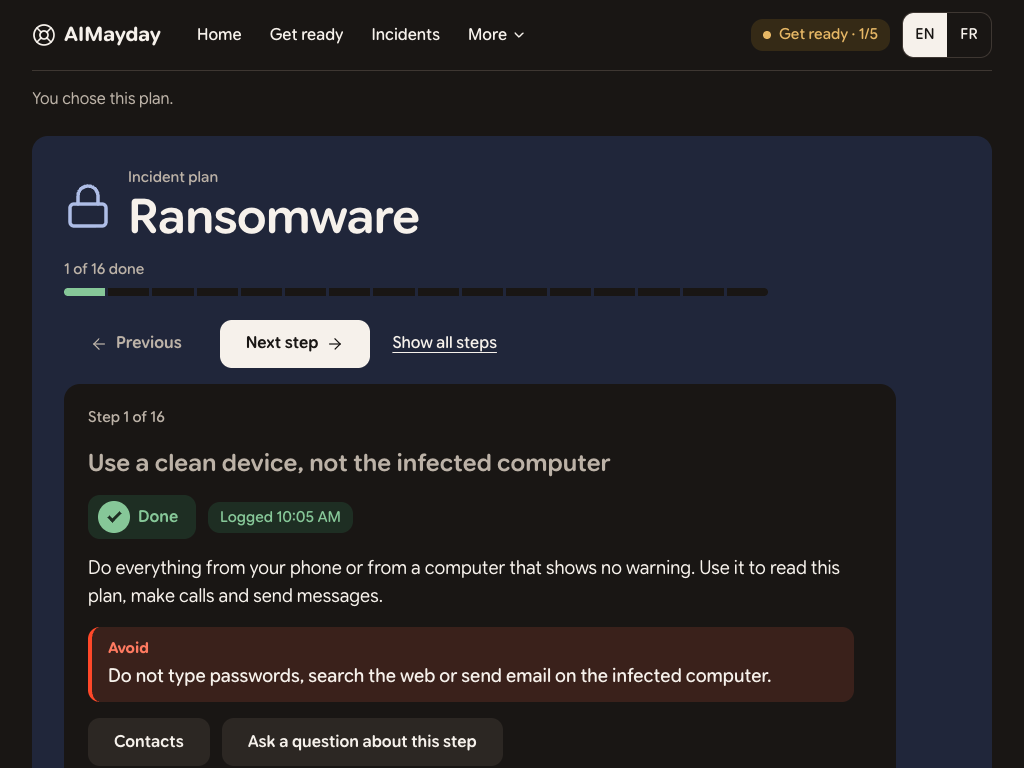 AIMayday
Home
Get ready
Incidents
More
Get ready · 1/5
EN
FR
You chose this plan.
Incident plan
Ransomware
1 of 16 done
Previous
Next step
Show all steps
Step 1 of 16
Use a clean device, not the infected computer
Done
Logged 10:05 AM
Do everything from your phone or from a computer that shows no warning. Use it to read this
plan, make calls and send messages.
Avoid
Do not type passwords, search the web or send email on the infected computer.
Contacts
Ask a question about this step